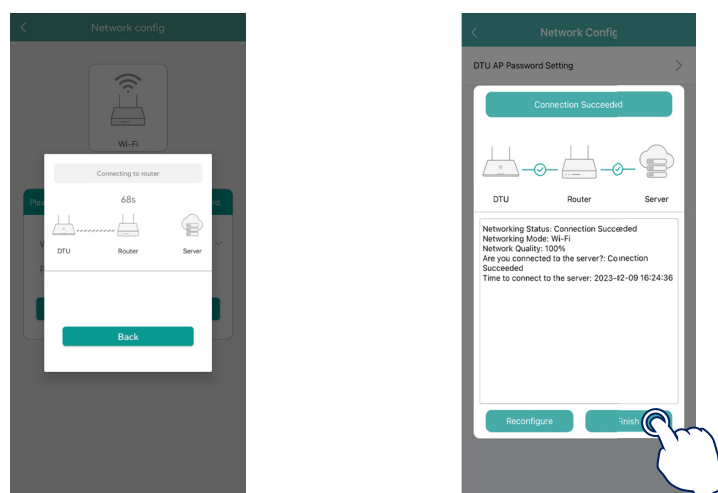 Network config
Wi-Fi
Connecting to router
68s
DTU Router Server
Back
Network Config
DTU AP Password Setting
Connection Succeeded
DTU Router Server
Networking Status: Connection Succeeded
Networking Mode: Wi-Fi
Network Quality: 100%
Are you connected to the server?: Connection
Succeeded
Time to connect to the server: 2023-02-09 16:24:36
Reconfigure Finish